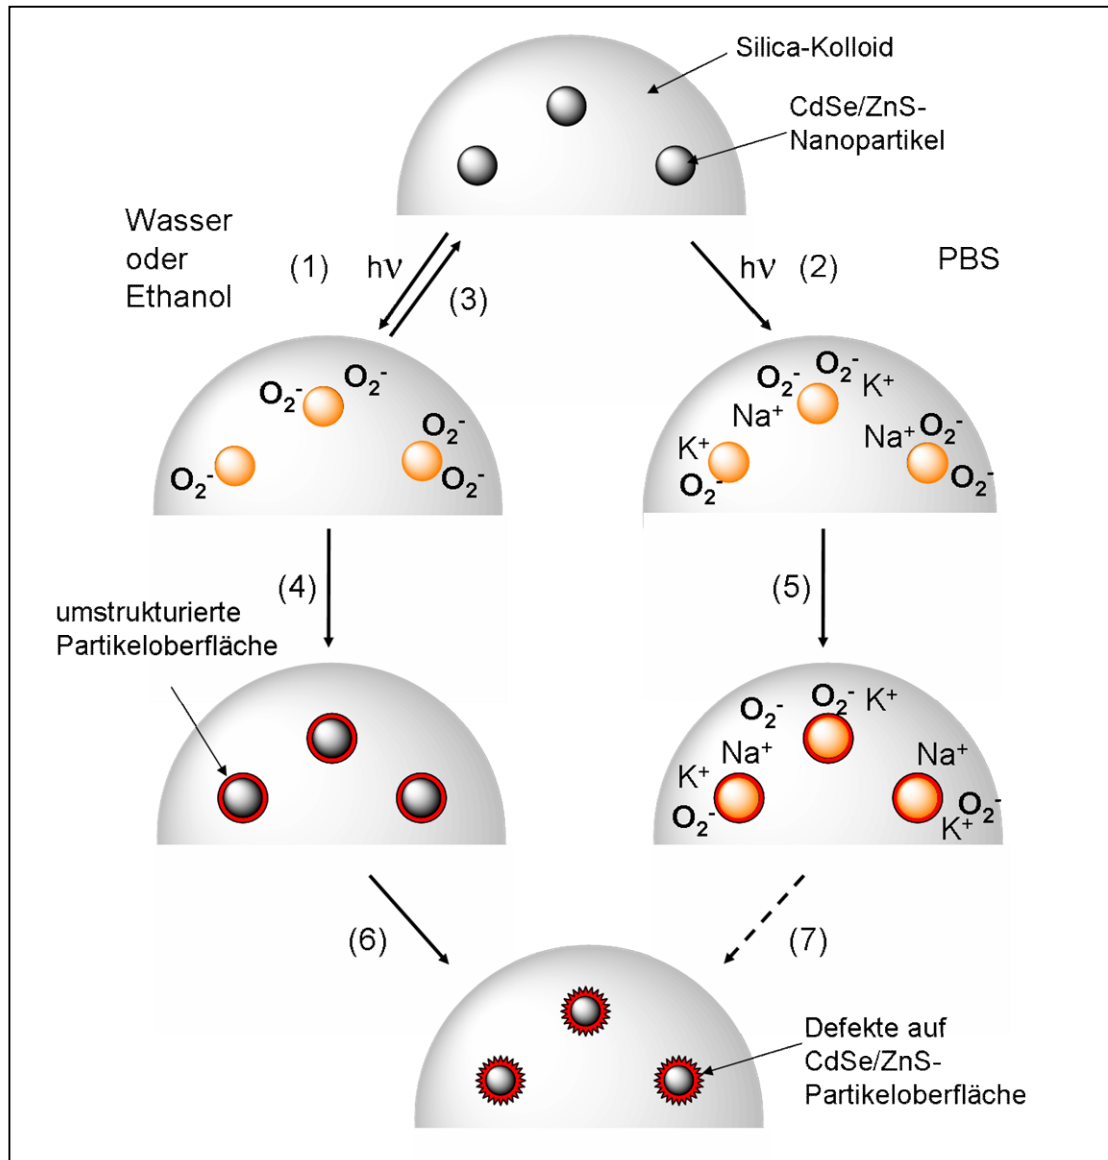 Silica-Kolloid
CdSe/ZnS-
Nanopartikel
Wasser
oder
Ethanol
(1)
hν
(3)
hν
(2)
PBS
O₂⁻
O₂⁻
O₂⁻
O₂⁻
O₂⁻
O₂⁻
O₂⁻
K⁺
Na⁺
K⁺
O₂⁻
Na⁺
O₂⁻
O₂⁻
(4)
(5)
umstrukturierte
Partikeloberfläche
O₂⁻
O₂⁻
K⁺
Na⁺
K⁺
O₂⁻
Na⁺
O₂⁻
K⁺
(6)
(7)
Defekte auf
CdSe/ZnS-
Partikeloberfläche